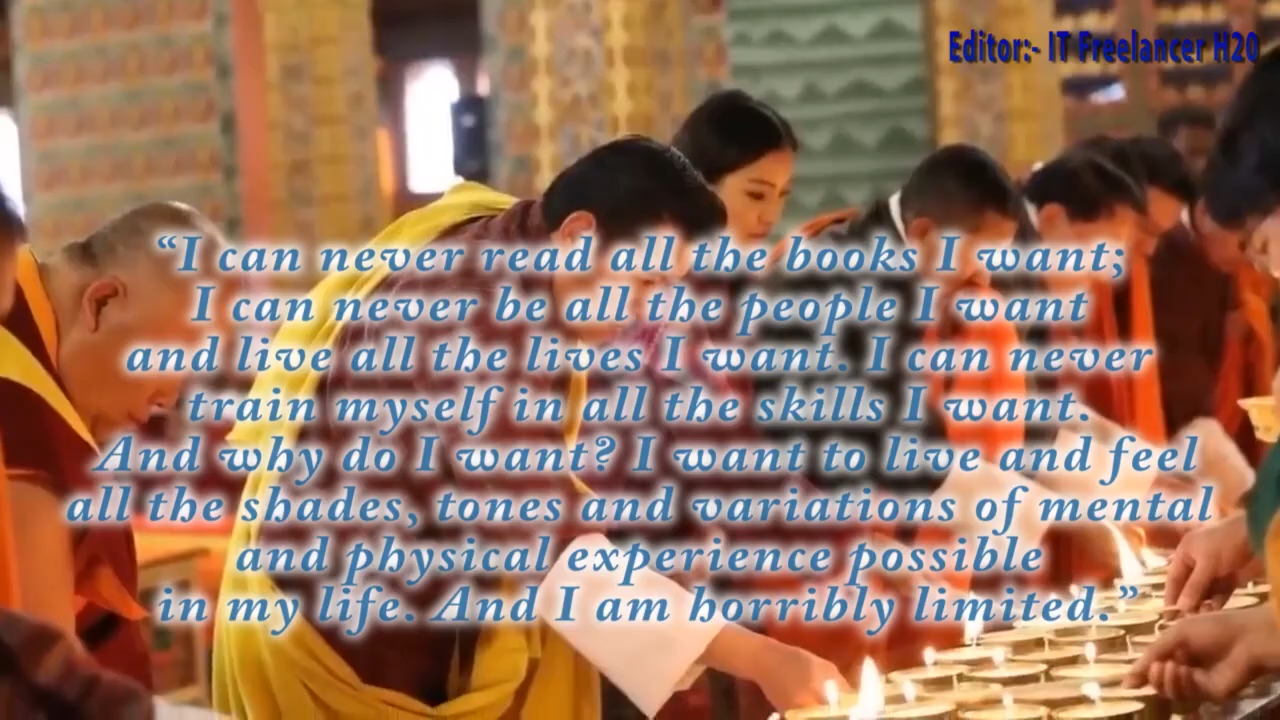 Editor:- IT Freelancer H20
“I can never read all the books I want;
I can never be all the people I want
and live all the lives I want. I can never
train myself in all the skills I want.
And why do I want? I want to live and feel
all the shades, tones and variations of mental
and physical experience possible
in my life. And I am horribly limited.”